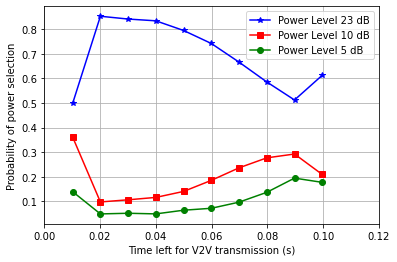 Power Level 23 dB
Power Level 10 dB
Power Level 5 dB
Probability of power selection
0.8
0.7
0.6
0.5
0.4
0.3
0.2
0.1
0.00 0.02 0.04 0.06 0.08 0.10 0.12
Time left for V2V transmission (s)